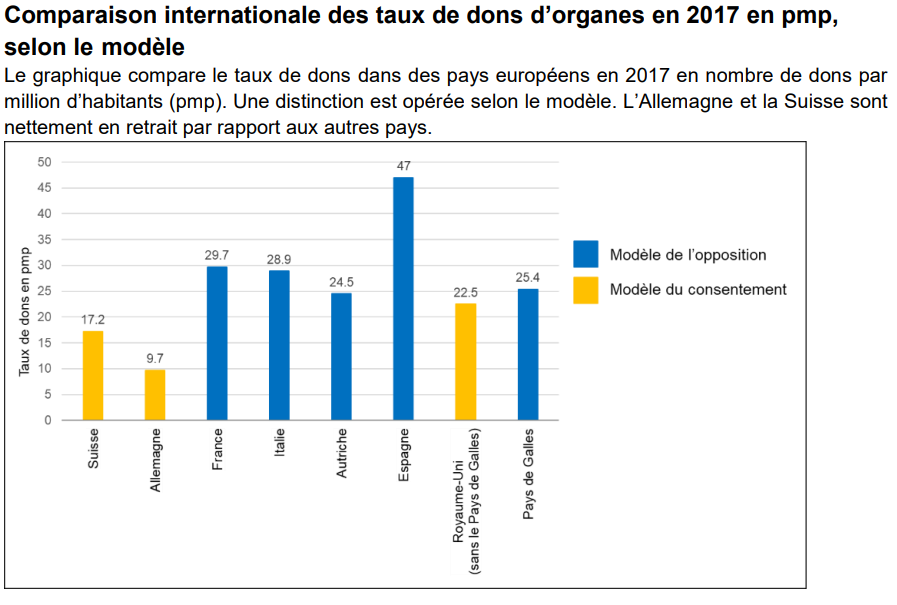 Comparaison internationale des taux de dons d’organes en 2017 en pmp,
selon le modèle
Le graphique compare le taux de dons dans des pays européens en 2017 en nombre de dons par
million d’habitants (pmp). Une distinction est opérée selon le modèle. L’Allemagne et la Suisse sont
nettement en retrait par rapport aux autres pays.
Taux de dons en pmp
50
45
40
35
30
25
20
15
10
5
0
17.2
9.7
29.7
28.9
24.5
47
22.5
25.4
Suisse
Allemagne
France
Italie
Autriche
Espagne
Royaume-Uni
(sans le Pays de Galles)
Pays de Galles
Modèle de l’opposition
Modèle du consentement